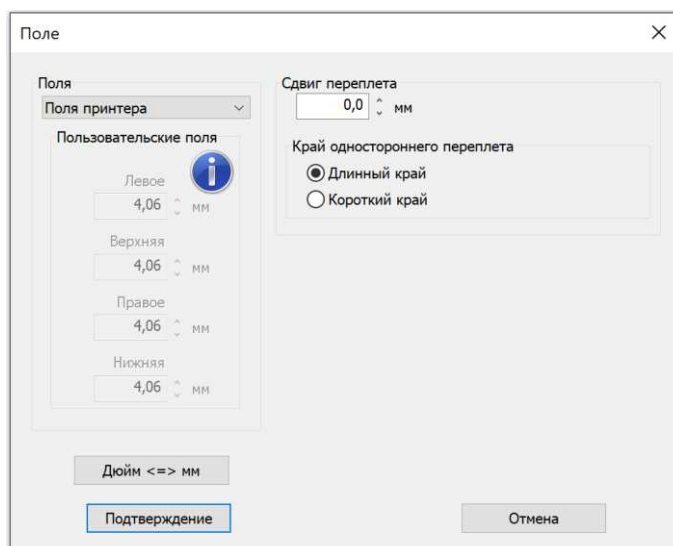 Поле
Поля
Поля принтера
Пользовательские поля
Левое
4,06 мм
Верхняя
4,06 мм
Правое
4,06 мм
Нижняя
4,06 мм
Сдвиг переплета
0,0 мм
Край одностороннего переплета
Длинный край
Короткий край
Дюйм <=> мм
Подтверждение
Отмена